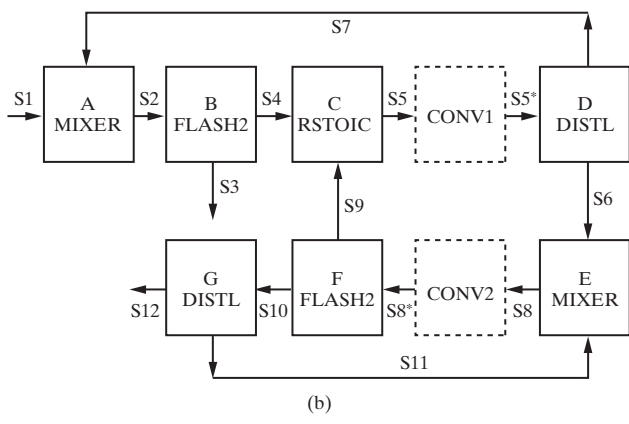 S7
S1
A
MIXER
S2
B
FLASH2
S4
C
RSTOIC
S5
CONV1
S5*
D
DISTL
S3
S9
S6
S12
G
DISTL
S10
F
FLASH2
S8*
CONV2
S8
E
MIXER
S11
(b)